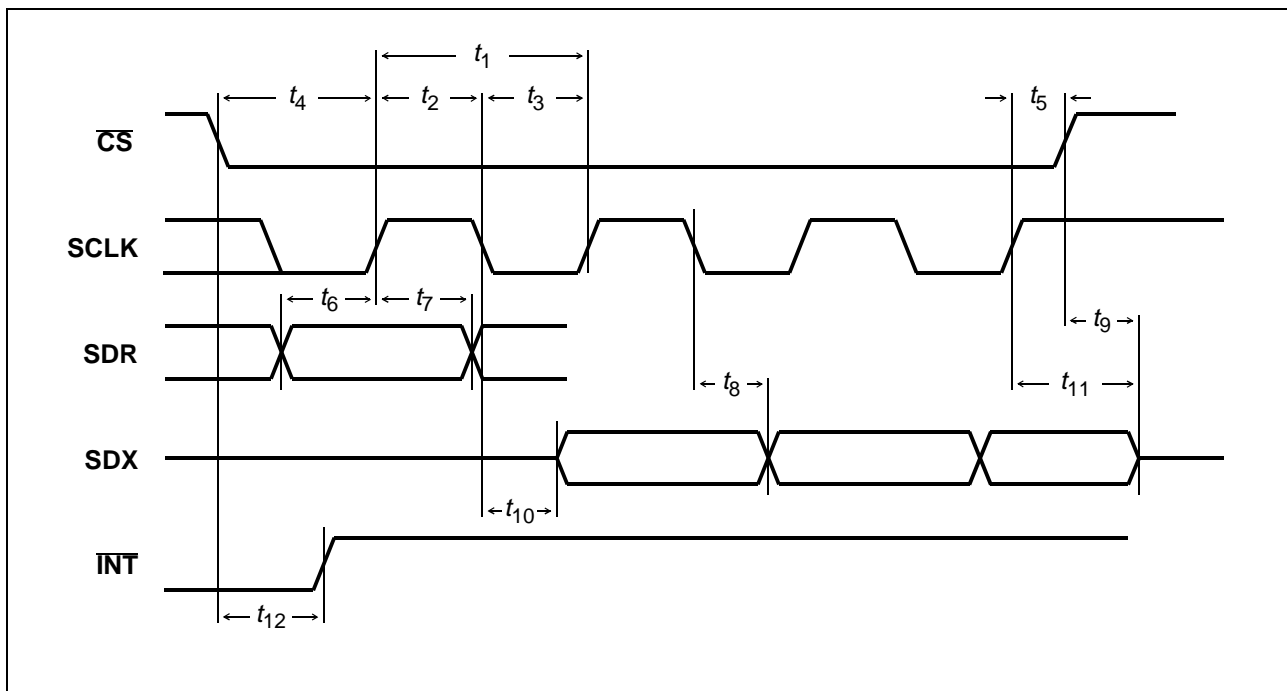 t1
t4 t2 t3 t5
CS
SCLK
t6 t7
SDR
t9
t8 t11
SDX
t10
INT
t12